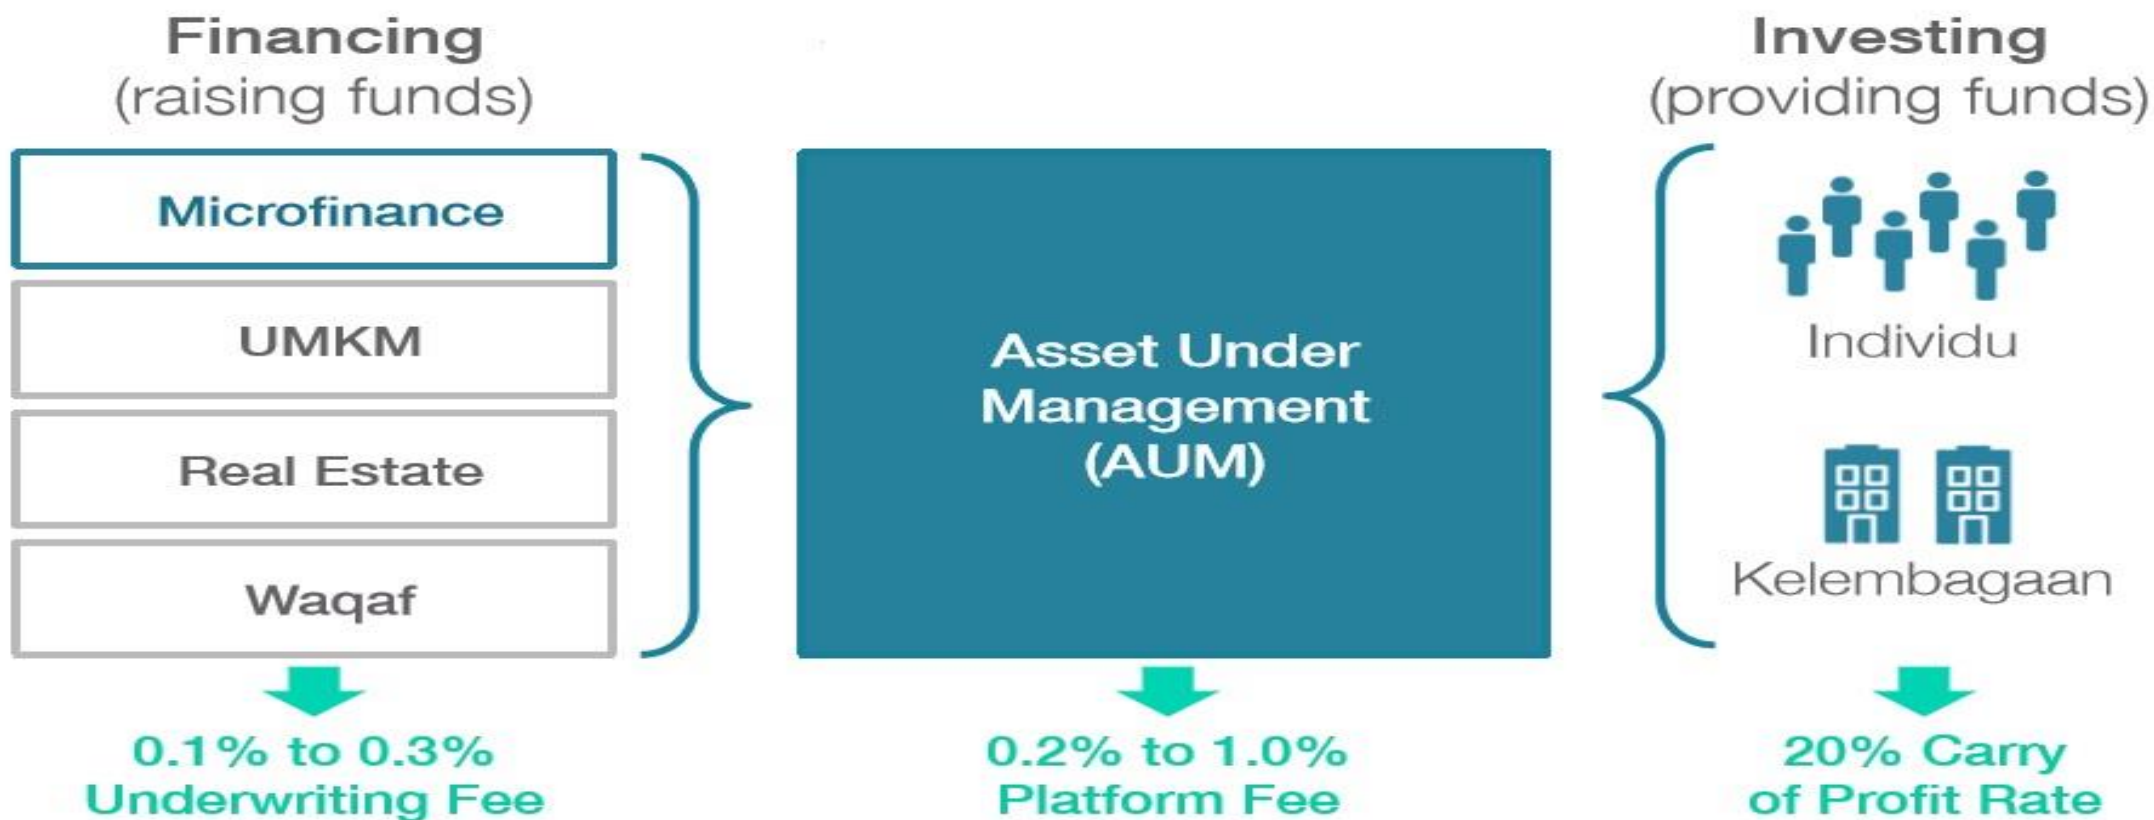 Financing
(raising funds)
Microfinance
UMKM
Real Estate
Waqaf
0.1% to 0.3%
Underwriting Fee
Asset Under
Management
(AUM)
0.2% to 1.0%
Platform Fee
Investing
(providing funds)
Individu
Kelembagaan
20% Carry
of Profit Rate